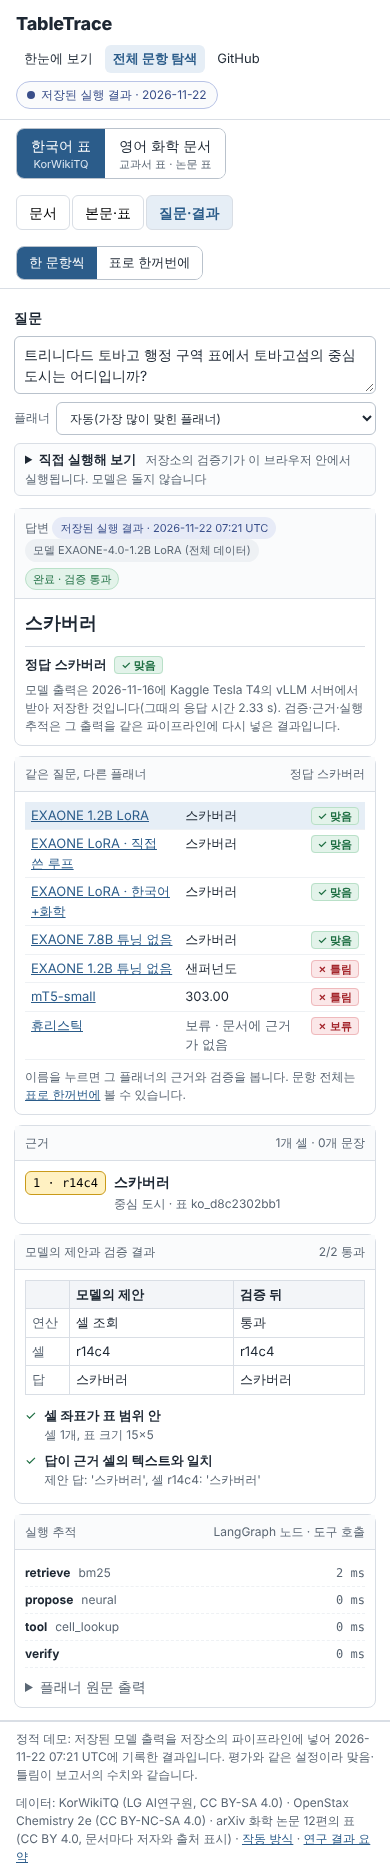 TableTrace
한눈에 보기 전체 문항 탐색 GitHub
저장된 실행 결과 · 2026-11-22
한국어 표 영어 화학 문서
KorWikiTQ 교과서 표 · 논문 표
문서 본문·표 질문·결과
한 문항씩 표로 한꺼번에
질문
트리니다드 토바고 행정 구역 표에서 토바고섬의 중심
도시는 어디입니까?
플래너 자동(가장 많이 맞힌 플래너)
▶ 직접 실행해 보기 저장소의 검증기가 이 브라우저 안에서
실행됩니다. 모델은 돌지 않습니다
답변 저장된 실행 결과 · 2026-11-22 07:21 UTC
모델 EXAONE-4.0-1.2B LoRA (전체 데이터)
완료 · 검증 통과
스카버러
정답 스카버러 ✓ 맞음
모델 출력은 2026-11-16에 Kaggle Tesla T4의 vLLM 서버에서
받아 저장한 것입니다(그때의 응답 시간 2.33 s). 검증·근거·실행
추적은 그 출력을 같은 파이프라인에 다시 넣은 결과입니다.
같은 질문, 다른 플래너 정답 스카버러
EXAONE 1.2B LoRA 스카버러 ✓ 맞음
EXAONE LoRA · 직접 스카버러 ✓ 맞음
쓴 루프
EXAONE LoRA · 한국어 스카버러 ✓ 맞음
+화학
EXAONE 7.8B 튜닝 없음 스카버러 ✓ 맞음
EXAONE 1.2B 튜닝 없음 샌퍼넌도 × 틀림
mT5-small 303.00 × 틀림
휴리스틱 보류 · 문서에 근거 × 보류
가 없음
이름을 누르면 그 플래너의 근거와 검증을 봅니다. 문항 전체는
표로 한꺼번에 볼 수 있습니다.
근거 1개 셀 · 0개 문장
1 · r14c4 스카버러
중심 도시 · 표 ko_d8c2302bb1
모델의 제안과 검증 결과 2/2 통과
모델의 제안 검증 뒤
연산 셀 조회 통과
셀 r14c4 r14c4
답 스카버러 스카버러
✓ 셀 좌표가 표 범위 안
셀 1개, 표 크기 15×5
✓ 답이 근거 셀의 텍스트와 일치
제안 답: '스카버러', 셀 r14c4: '스카버러'
실행 추적 LangGraph 노드 · 도구 호출
retrieve bm25 2 ms
propose neural 0 ms
tool cell_lookup 0 ms
verify 0 ms
▶ 플래너 원문 출력
정적 데모: 저장된 모델 출력을 저장소의 파이프라인에 넣어 2026-
11-22 07:21 UTC에 기록한 결과입니다. 평가와 같은 설정이라 맞음·
틀림이 보고서의 수치와 같습니다.
데이터: KorWikiTQ (LG AI연구원, CC BY-SA 4.0) · OpenStax
Chemistry 2e (CC BY-NC-SA 4.0) · arXiv 화학 논문 12편의 표
(CC BY 4.0, 문서마다 저자와 출처 표시) · 작동 방식 · 연구 결과 요
약